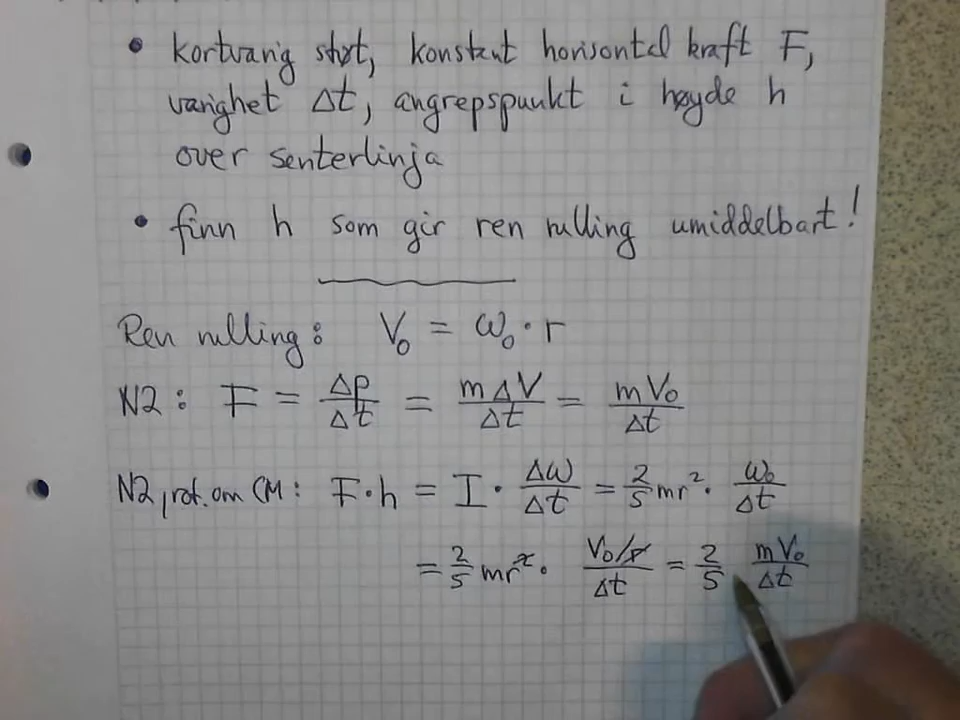 • kortvarig støt, konstant horisontal kraft F,
varighet Δt, angrepspunkt i høyde h
over senterlinja
• finn h som gir ren rulling umiddelbart!
Ren rulling: V₀ = ω₀ · r
N2: F = Δp/Δt = mΔV/Δt = mV₀/Δt
N2, rot. om CM: F·h = I · Δω/Δt = 2/5 mr² · ω₀/Δt
= 2/5 mr² · (V₀/r)/Δt = 2/5 mV₀/Δt